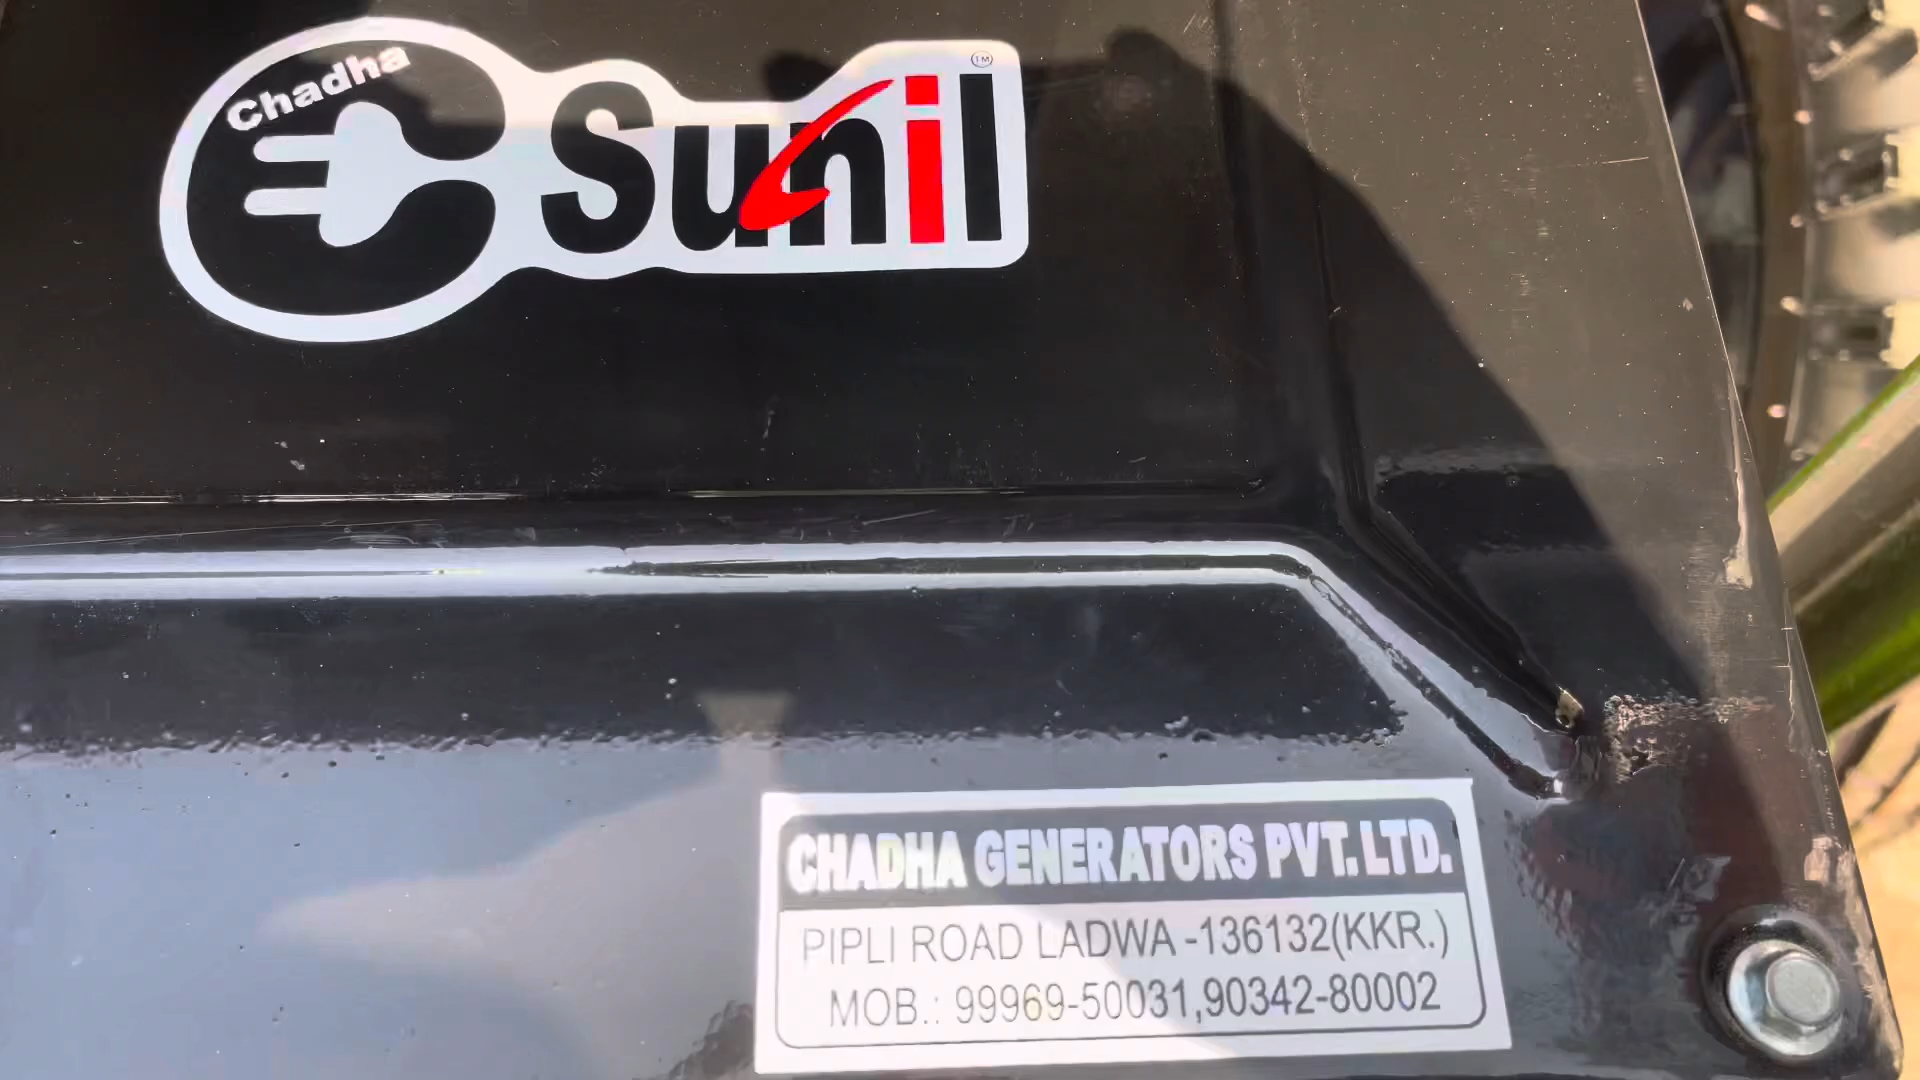 Chadha
Sunil
TM
CHADHA GENERATORS PVT. LTD.
PIPLI ROAD LADWA -136132(KKR.)
MOB.: 99969-50031,90342-80002